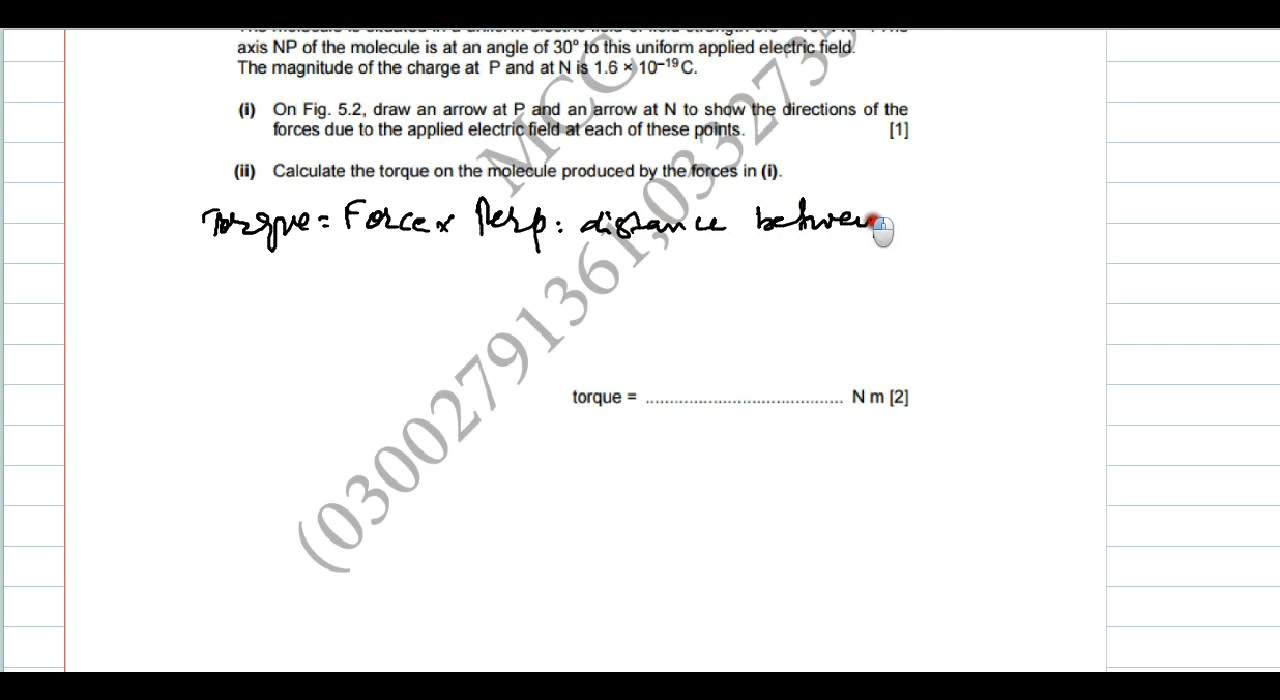 axis NP of the molecule is at an angle of 30° to this uniform applied electric field.
The magnitude of the charge at P and at N is 1.6 × 10⁻¹⁹ C.
(i) On Fig. 5.2, draw an arrow at P and an arrow at N to show the directions of the
forces due to the applied electric field at each of these points. [1]
(ii) Calculate the torque on the molecule produced by the forces in (i).
Torque = Force x Perp. distance between
torque = .......................................... N m [2]
MCC
(03002791361,033273